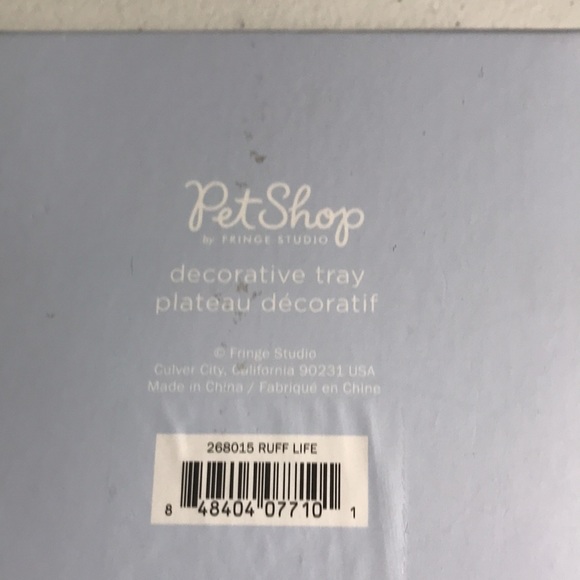 PetShop
by FRINGE STUDIO
decorative tray
plateau décoratif
© Fringe Studio
Culver City, California 90231 USA
Made in China / Fabriqué en Chine
268015 RUFF LIFE
8 48404 07710 1